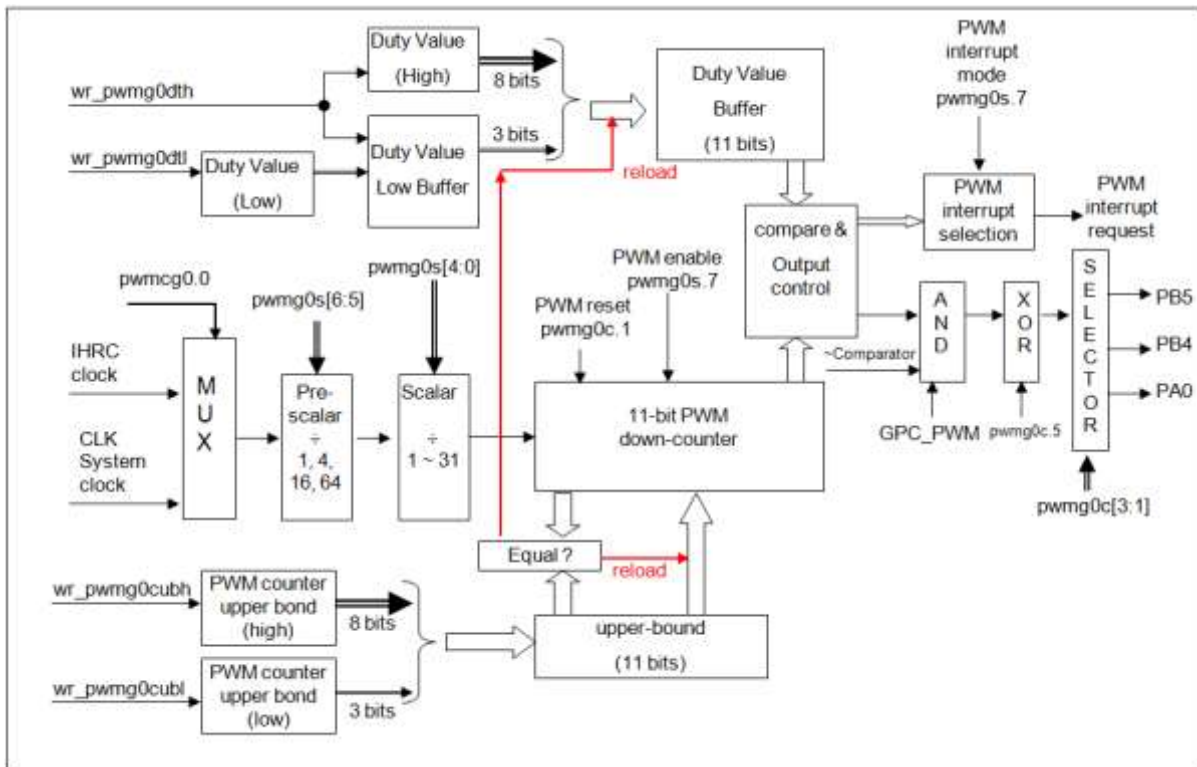 wr_pwmg0dth
wr_pwmg0dtl
Duty Value
(High)
8 bits
Duty Value
(Low)
Duty Value
Low Buffer
3 bits
reload
Duty Value
Buffer
(11 bits)
PWM
interrupt
mode
pwmg0s.7
PWM
interrupt
selection
PWM
interrupt
request
compare &
Output
control
pwmcg0.0
pwmg0s[6:5]
pwmg0s[4:0]
PWM enable
pwmg0s.7
PWM reset
pwmg0c.1
IHRC
clock
CLK
System
clock
MUX
Pre-
scalar
÷
1, 4,
16, 64
Scalar
÷
1 ~ 31
11-bit PWM
down-counter
~Comparator
AND
GPC_PWM
XOR
pwmg0c.5
SELECTOR
PB5
PB4
PA0
pwmg0c[3:1]
Equal ?
reload
wr_pwmg0cubh
PWM counter
upper bond
(high)
8 bits
wr_pwmg0cubl
PWM counter
upper bond
(low)
3 bits
upper-bound
(11 bits)